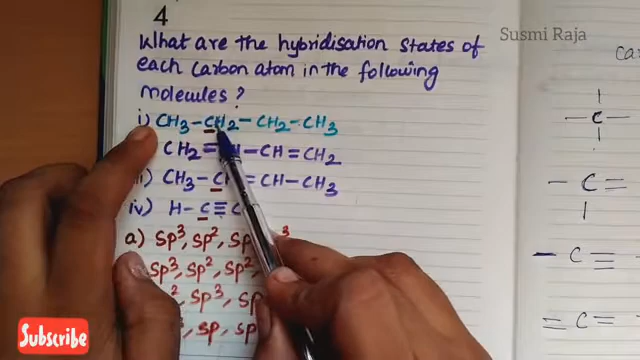 4
Susmi Raja
What are the hybridisation states of
each Carbon atom in the following
molecules ?
i) CH3 - CH2 - CH2 - CH3
CH2 = H - CH = CH2
CH3 - C = CH - CH3
iv) H - C ≡ C
a) SP³, SP², SP 3
SP³, SP², SP²,
², SP³, SP
, SP, SP
- C -
- C =
- C ≡
= C =
Subscribe